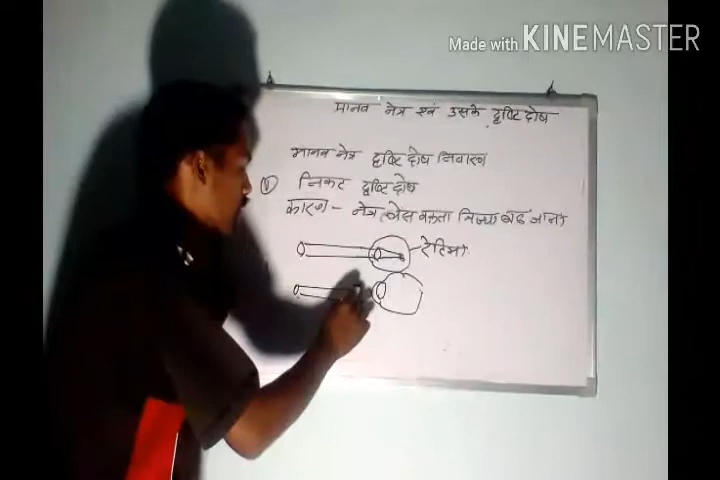 Made with KINEMASTER
मानव नेत्र एवं उसके दृष्टि दोष
मानव नेत्र दृष्टि दोष निवारण
(1) निकट दृष्टि दोष
कारण - नेत्र लेंस वक्रता त्रिज्या बढ़ जाना
रेटिना